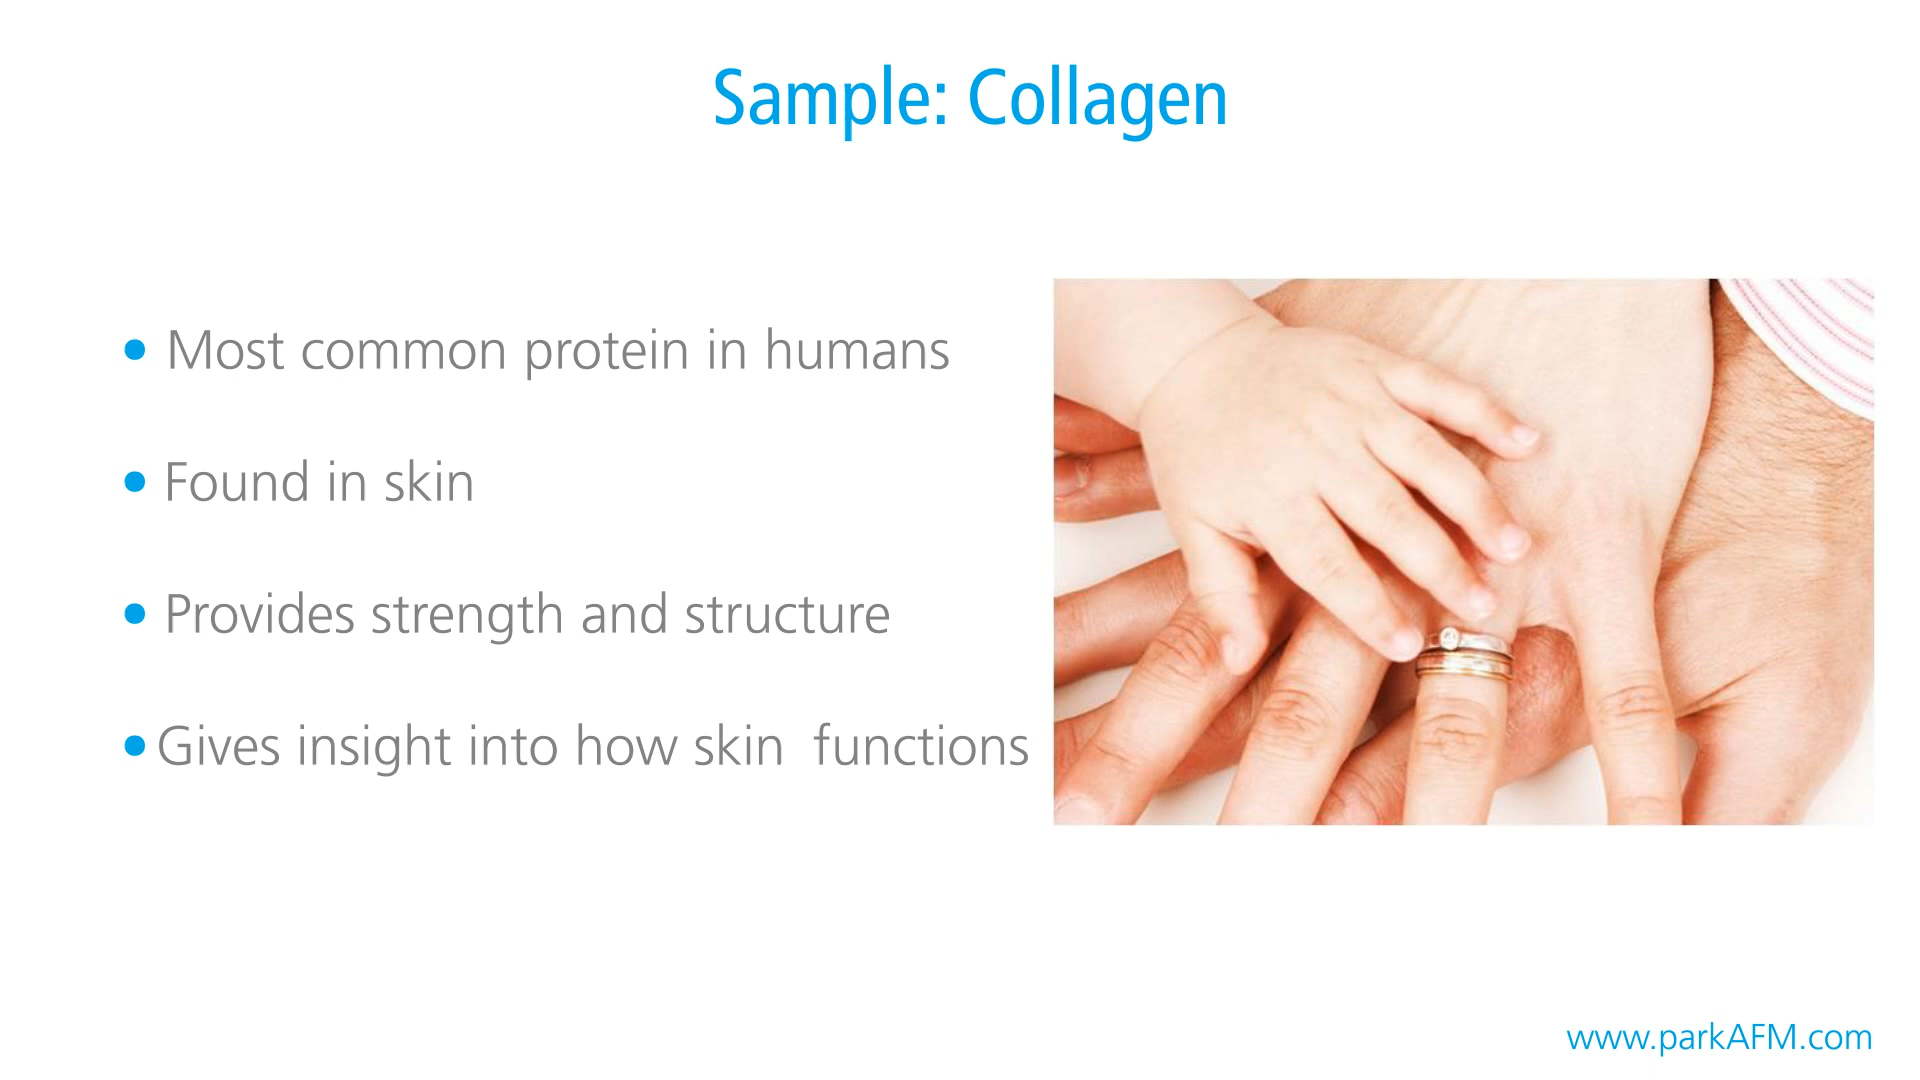 Sample: Collagen
• Most common protein in humans
• Found in skin
• Provides strength and structure
• Gives insight into how skin  functions
www.parkAFM.com